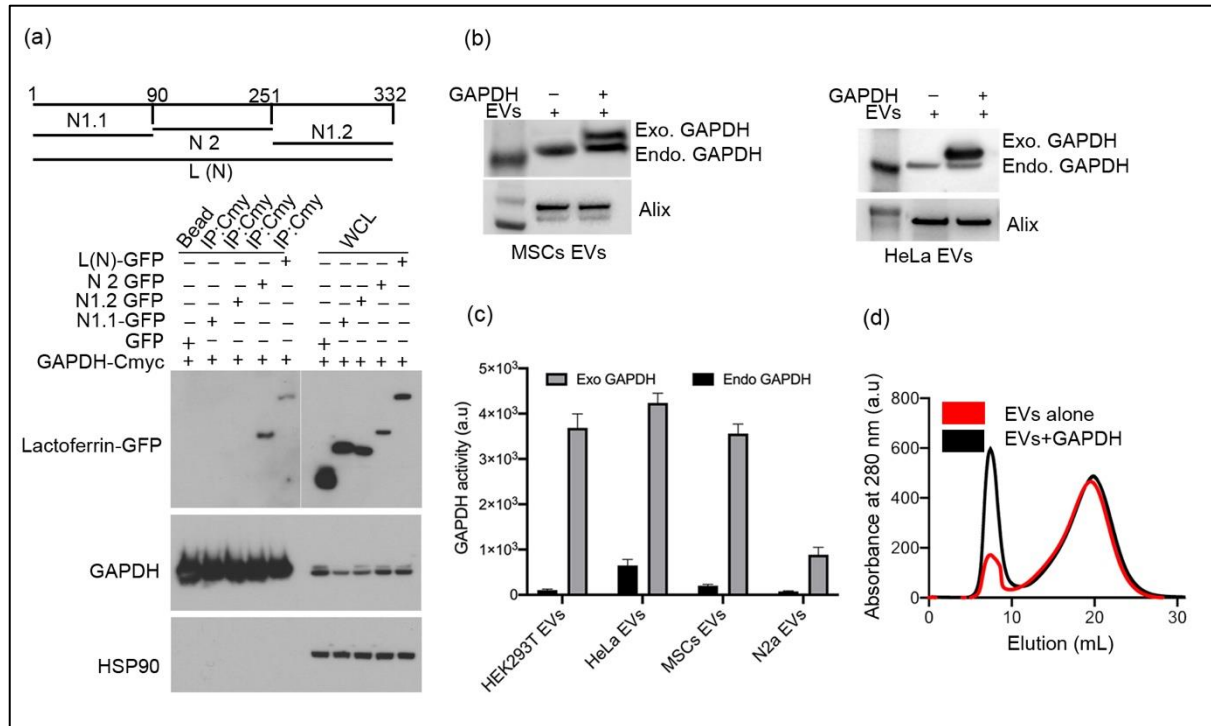 (a)
1 90 251 332
N1.1 N 2 N1.2
L (N)
Bead IP:Cmy IP:Cmy IP:Cmy IP:Cmy WCL
L(N)-GFP – – – – + – – – – +
N 2 GFP – – – + – – – – + –
N1.2 GFP – – + – – – – + – –
N1.1-GFP – + – – – – + – – –
GFP + – – – – + – – – –
GAPDH-Cmyc + + + + + + + + + +
Lactoferrin-GFP
GAPDH
HSP90
(b)
GAPDH – +
EVs + +
Exo. GAPDH
Endo. GAPDH
Alix
MSCs EVs
GAPDH – +
EVs + +
Exo. GAPDH
Endo. GAPDH
Alix
HeLa EVs
(c)
GAPDH activity (a.u)
5×10³
4×10³
3×10³
2×10³
1×10³
0
Exo GAPDH Endo GAPDH
HEK293T EVs
HeLa EVs
MSCs EVs
N2a EVs
(d)
Absorbance at 280 nm (a.u)
800
600
400
200
0
EVs alone
EVs+GAPDH
0 10 20 30
Elution (mL)